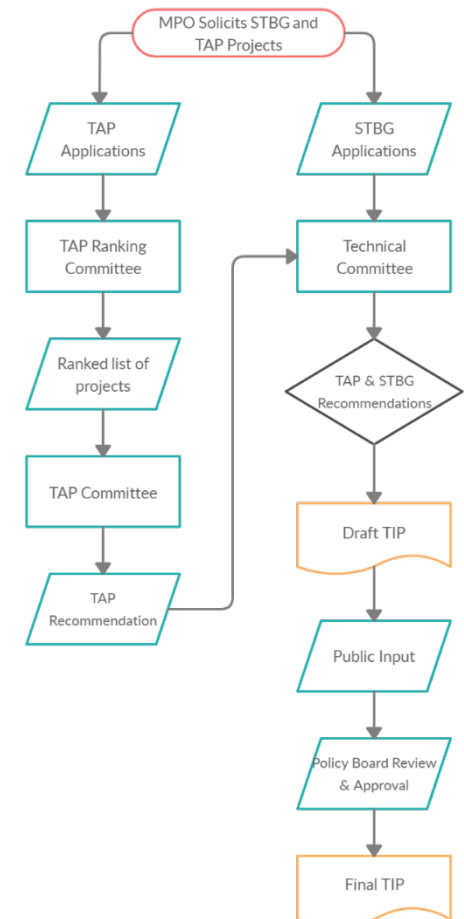 MPO Solicits STBG and
TAP Projects
TAP
Applications
TAP Ranking
Committee
Ranked list of
projects
TAP Committee
TAP
Recommendation
STBG
Applications
Technical
Committee
TAP & STBG
Recommendations
Draft TIP
Public Input
Policy Board Review
& Approval
Final TIP